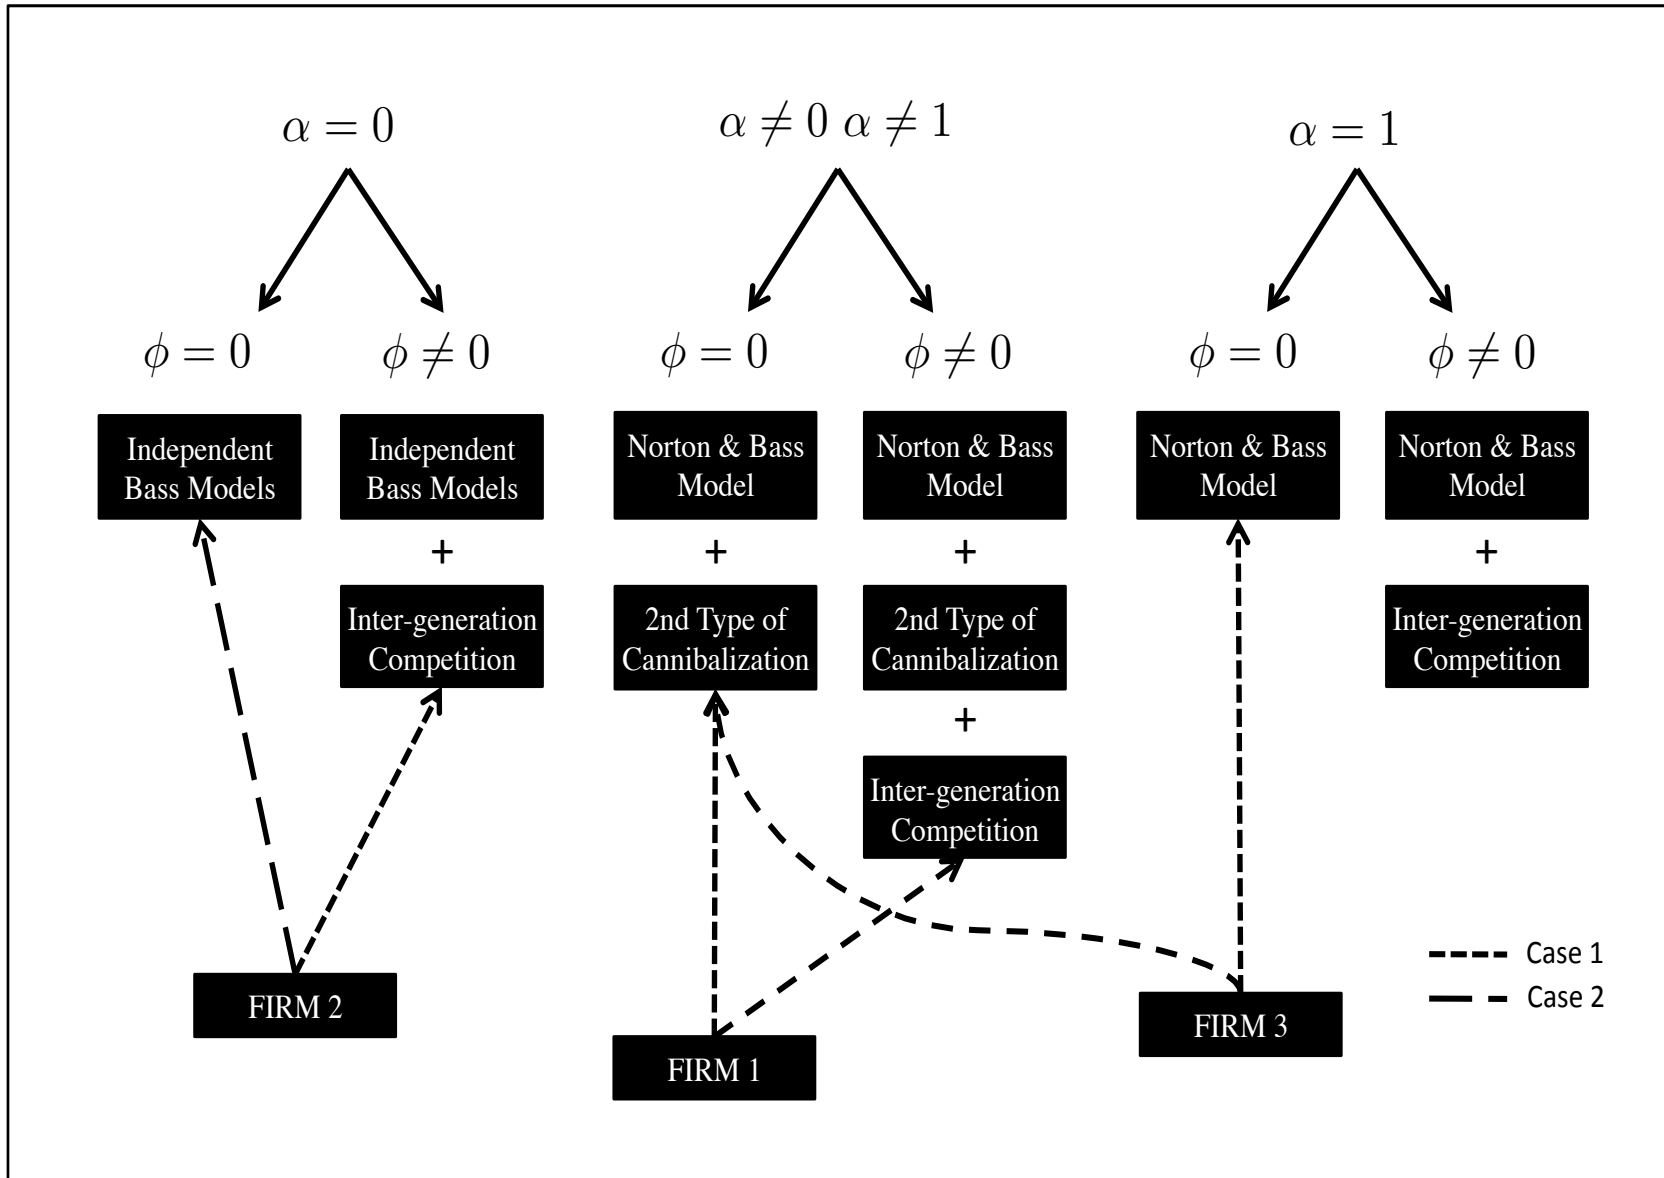 α = 0
α ≠ 0 α ≠ 1
α = 1
ϕ = 0
ϕ ≠ 0
ϕ = 0
ϕ ≠ 0
ϕ = 0
ϕ ≠ 0
Independent
Bass Models
Independent
Bass Models
+
Inter-generation
Competition
Norton & Bass
Model
+
2nd Type of
Cannibalization
Norton & Bass
Model
+
2nd Type of
Cannibalization
+
Inter-generation
Competition
Norton & Bass
Model
Norton & Bass
Model
+
Inter-generation
Competition
FIRM 2
FIRM 1
FIRM 3
Case 1
Case 2